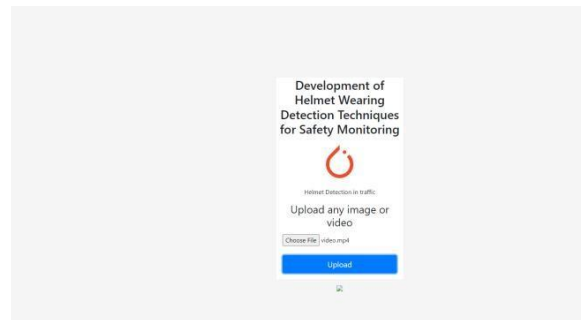 Development of
Helmet Wearing
Detection Techniques
for Safety Monitoring
Helmet Detection in traffic
Upload any image or
video
Choose File video.mp4
Upload